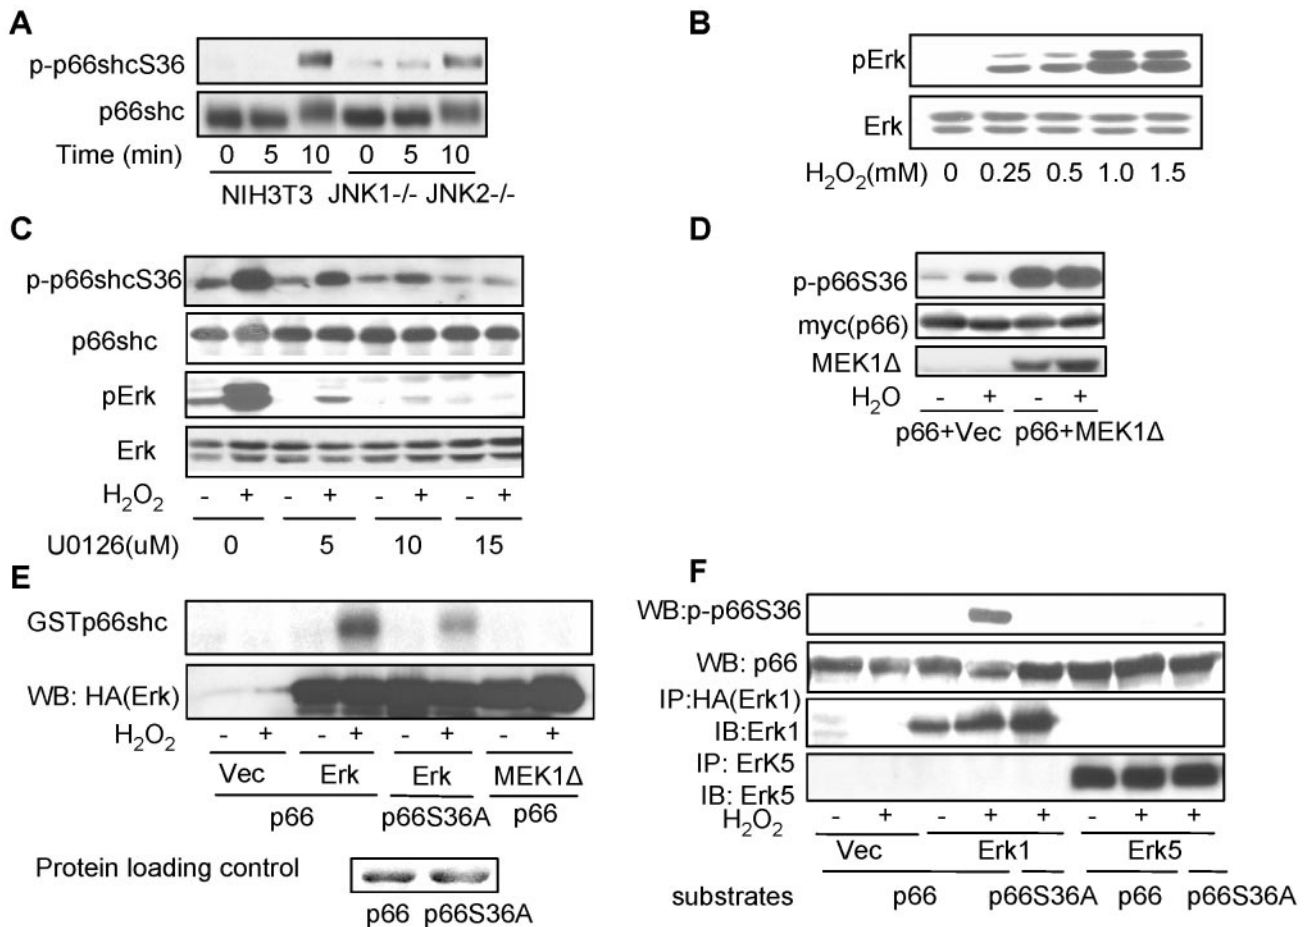 A
p-p66shcS36
p66shc
Time (min) 0 5 10 0 5 10
NIH3T3 JNK1-/- JNK2-/-
B
pErk
Erk
H2O2(mM) 0 0.25 0.5 1.0 1.5
C
p-p66shcS36
p66shc
pErk
Erk
H2O2 - + - + - + - +
U0126(uM) 0 5 10 15
D
p-p66S36
myc(p66)
MEK1Δ
H2O - + - +
p66+Vec p66+MEK1Δ
E
GSTp66shc
WB: HA(Erk)
H2O2 - + - + - + - +
Vec Erk Erk MEK1Δ
p66 p66S36A p66
Protein loading control
p66 p66S36A
F
WB:p-p66S36
WB: p66
IP:HA(Erk1)
IB:Erk1
IP: ErK5
IB: Erk5
H2O2 - + - + + - + +
Vec Erk1 Erk5
substrates p66 p66S36A p66 p66S36A